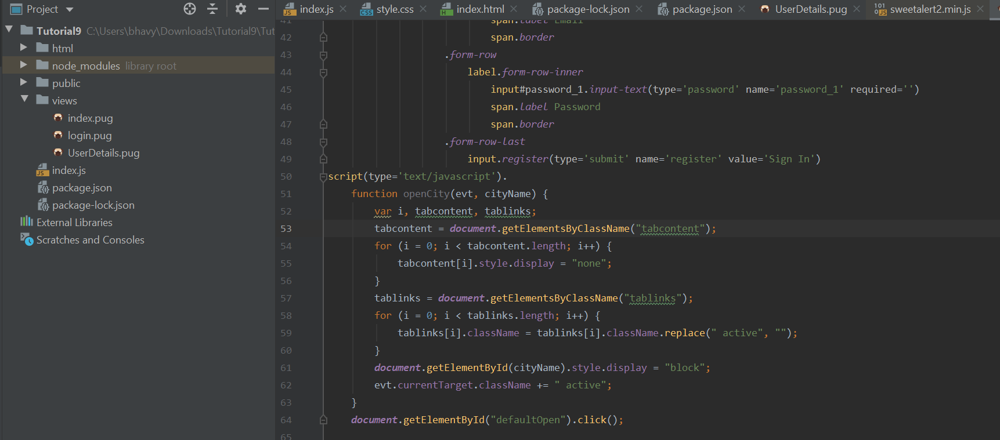 Project
index.js
style.css
index.html
package-lock.json
package.json
UserDetails.pug
sweetalert2.min.js
Tutorial9 C:\Users\bhavy\Downloads\Tutorial9\Tut
html
node_modules library root
public
views
index.pug
login.pug
UserDetails.pug
index.js
package.json
package-lock.json
External Libraries
Scratches and Consoles
41 span.label Email
42 span.border
43 .form-row
44 label.form-row-inner
45 input#password_1.input-text(type='password' name='password_1' required='')
46 span.label Password
47 span.border
48 .form-row-last
49 input.register(type='submit' name='register' value='Sign In')
50 script(type='text/javascript').
51 function openCity(evt, cityName) {
52 var i, tabcontent, tablinks;
53 tabcontent = document.getElementsByClassName("tabcontent");
54 for (i = 0; i < tabcontent.length; i++) {
55 tabcontent[i].style.display = "none";
56 }
57 tablinks = document.getElementsByClassName("tablinks");
58 for (i = 0; i < tablinks.length; i++) {
59 tablinks[i].className = tablinks[i].className.replace(" active", "");
60 }
61 document.getElementById(cityName).style.display = "block";
62 evt.currentTarget.className += " active";
63 }
64 document.getElementById("defaultOpen").click();
65